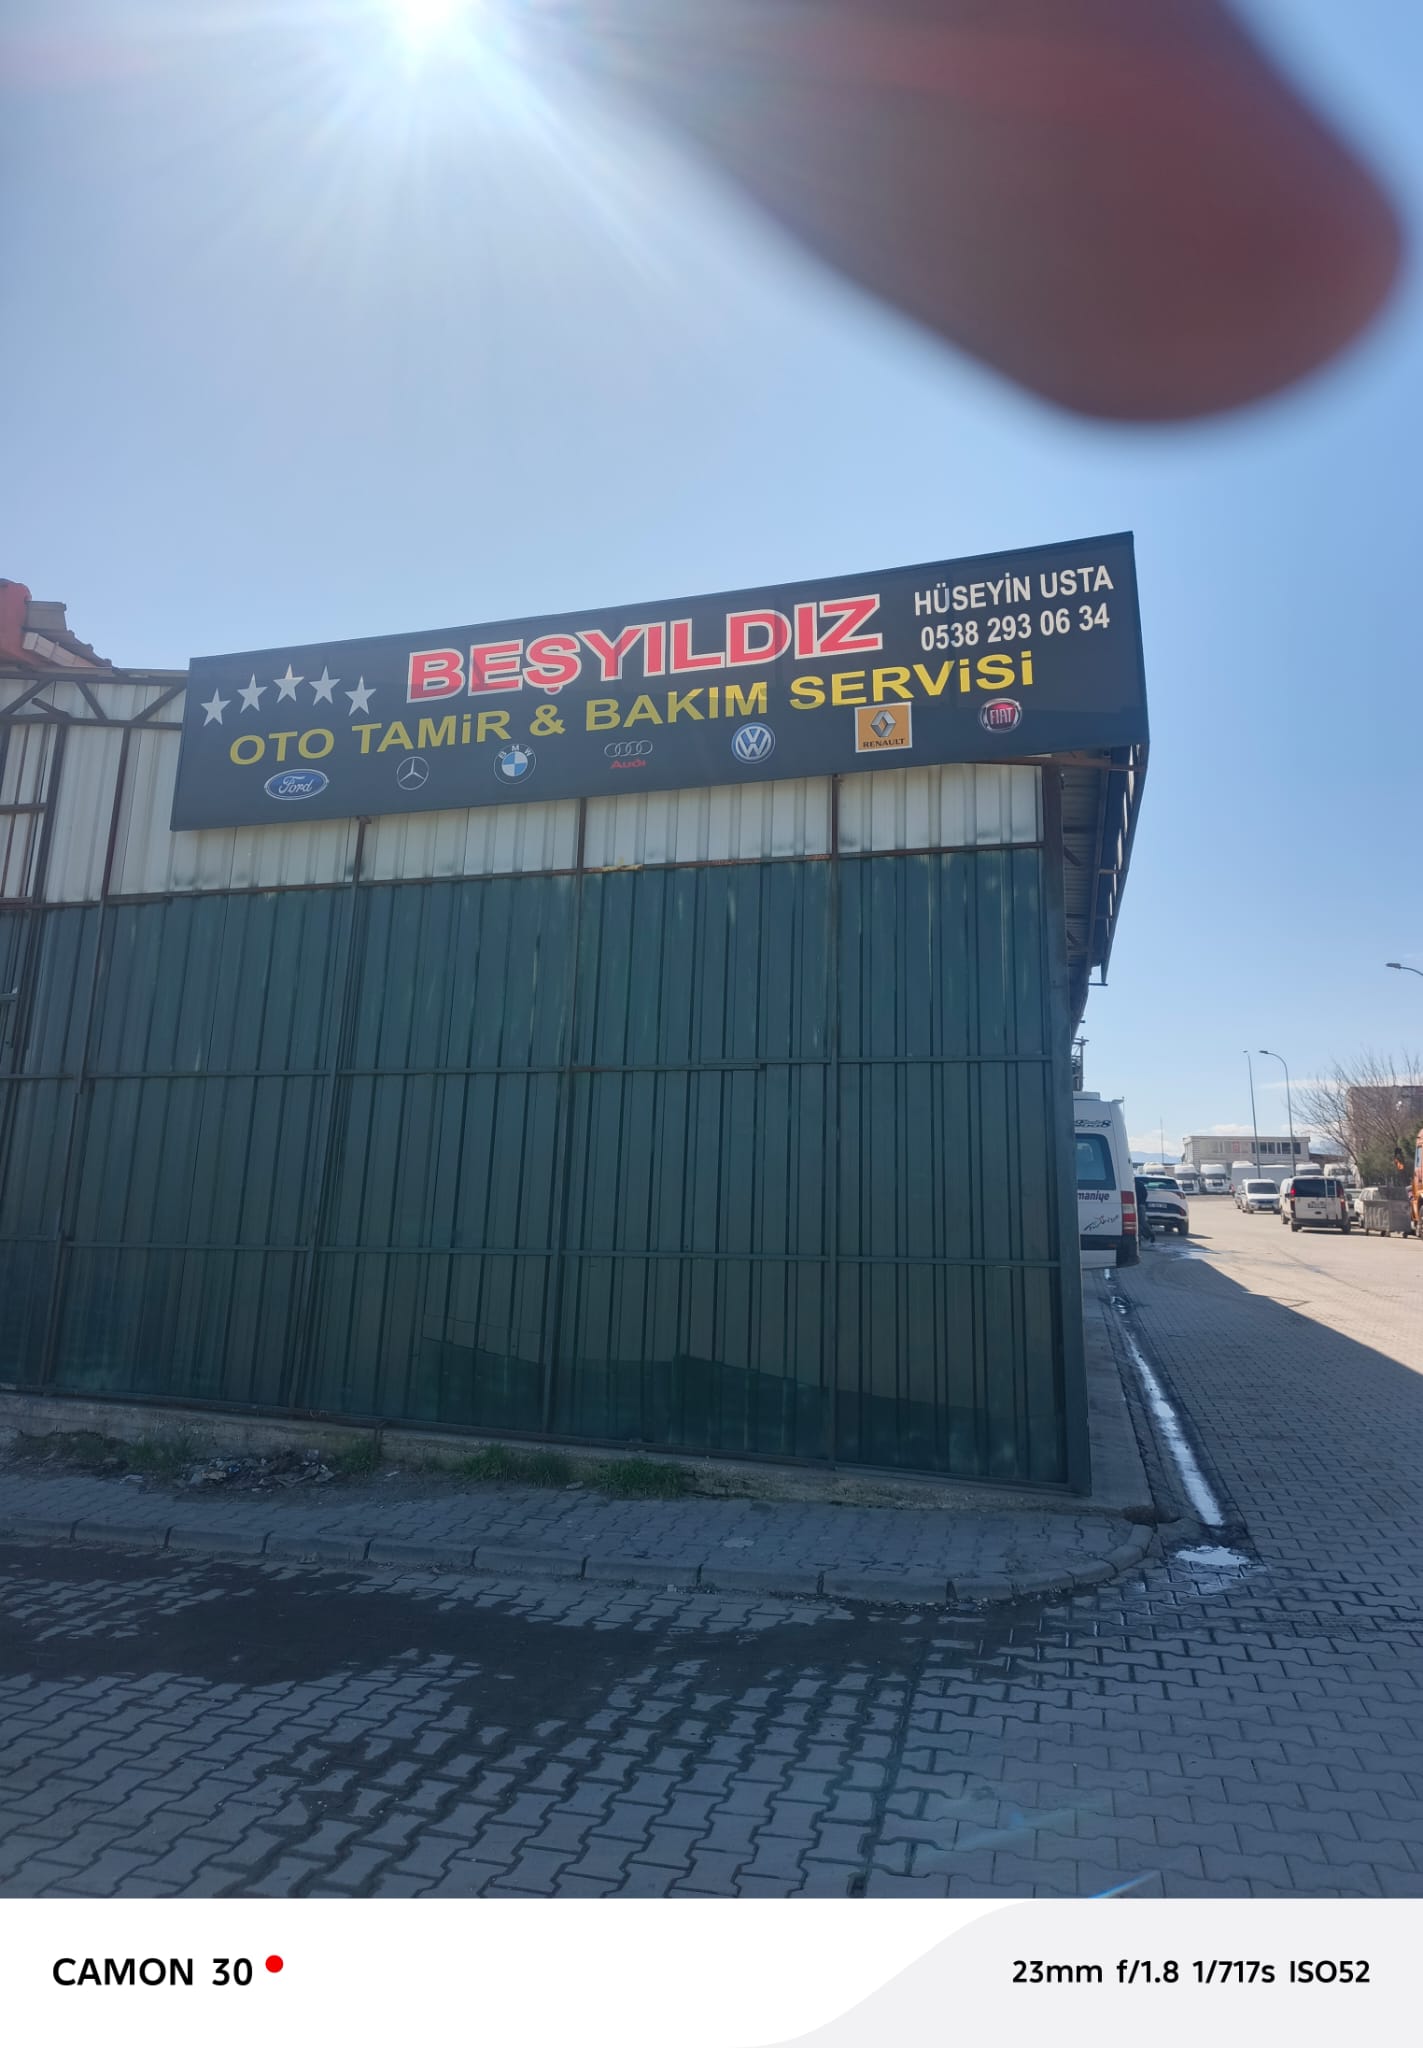 BEŞYILDIZ
HÜSEYİN USTA
0538 293 06 34
OTO TAMİR & BAKIM SERVİSİ
Ford
BMW
Audi
RENAULT
FIAT
maniye
CAMON 30
23mm f/1.8 1/717s ISO52